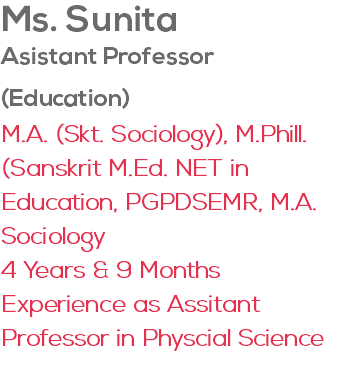 Ms. Sunita
Asistant Professor
(Education)
M.A. (Skt. Sociology), M.Phill.
(Sanskrit M.Ed. NET in
Education, PGPDSEMR, M.A.
Sociology
4 Years & 9 Months
Experience as Assitant
Professor in Physcial Science